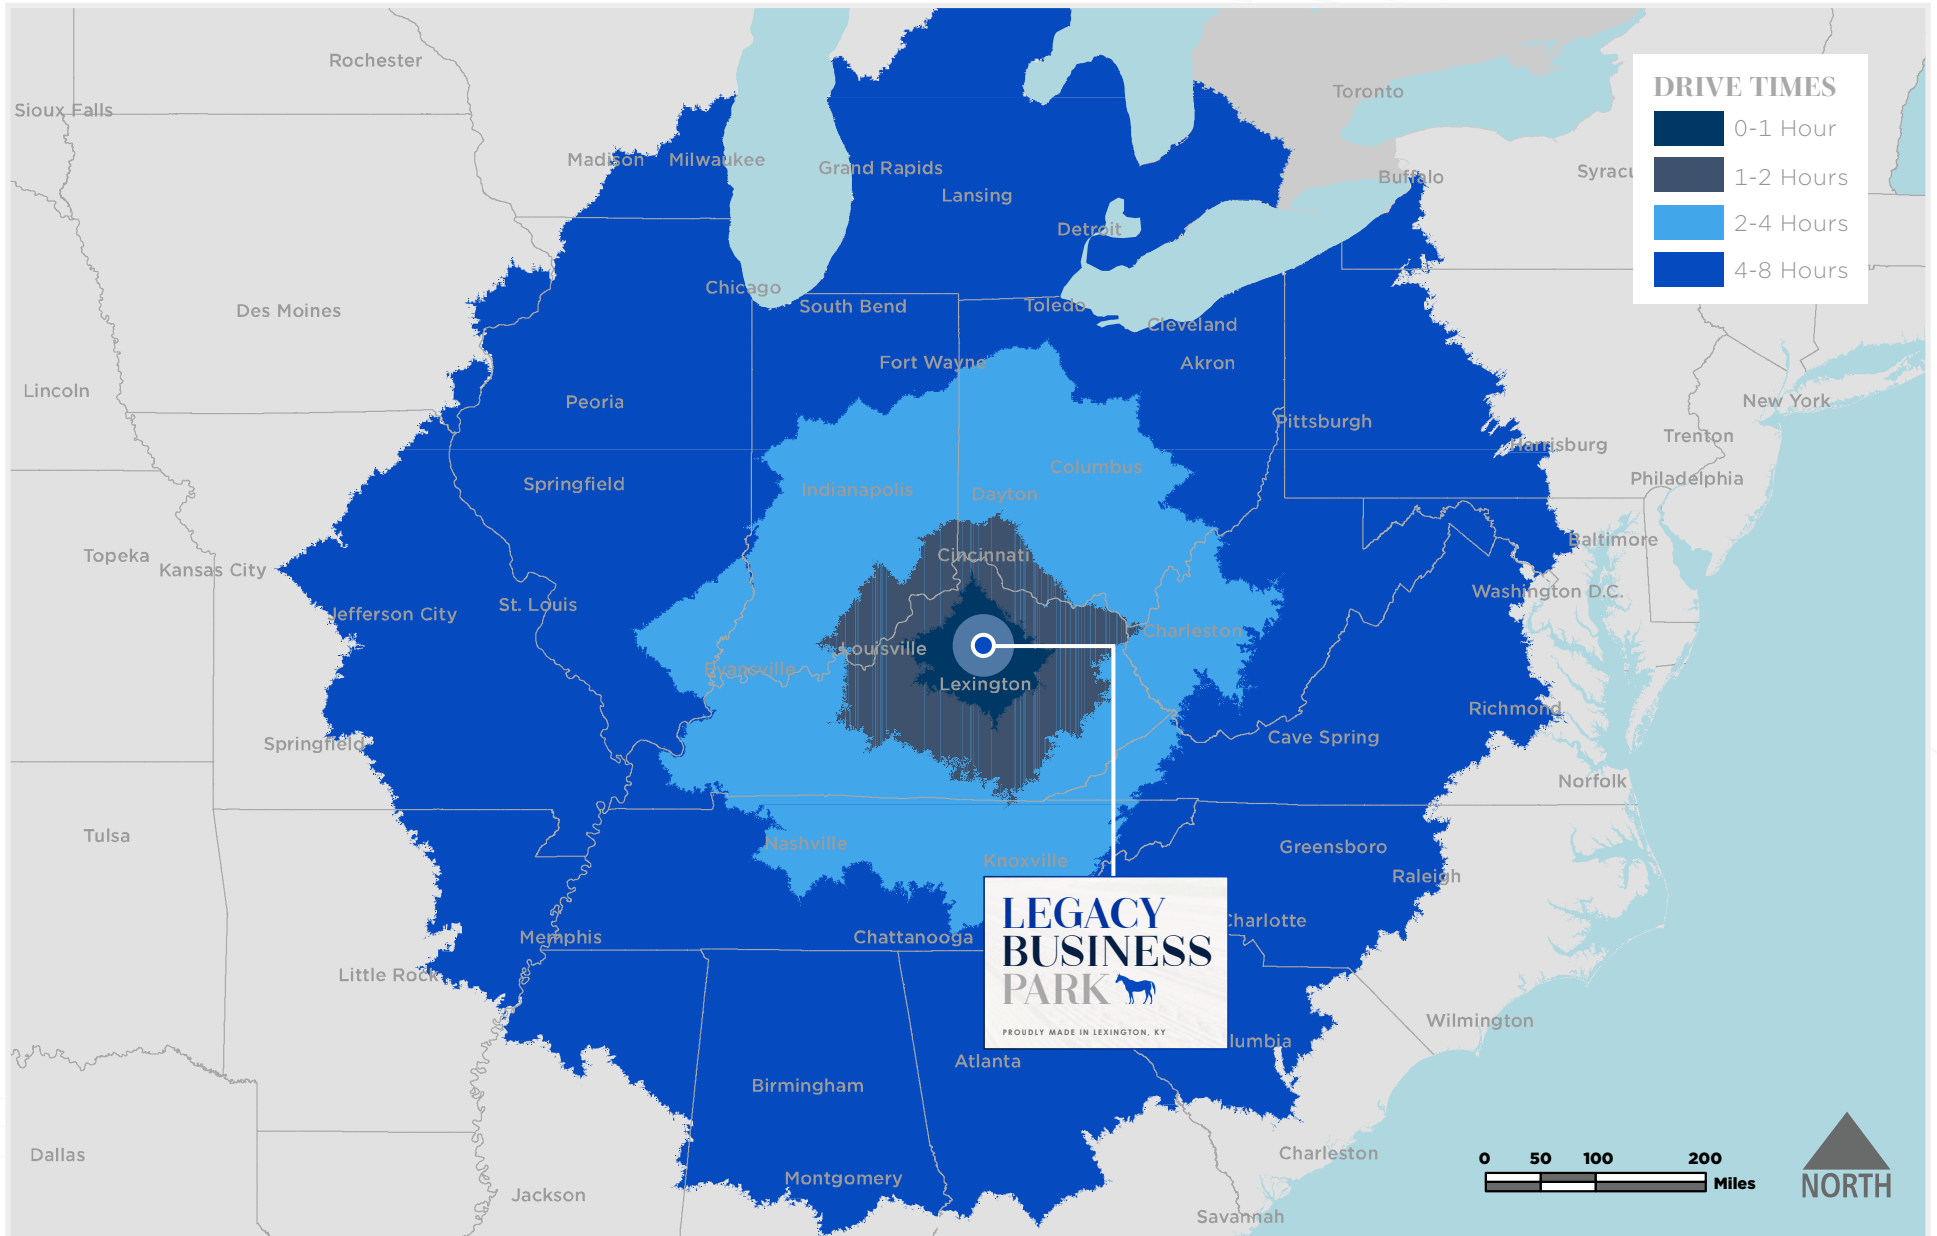 Rochester
Toronto
DRIVE TIMES
0-1 Hour
1-2 Hours
2-4 Hours
4-8 Hours
Sioux Falls
Madison
Milwaukee
Grand Rapids
Lansing
Buffalo
Syracu
Detroit
Chicago
South Bend
Toledo
Cleveland
Des Moines
Fort Wayne
Akron
Lincoln
Peoria
New York
Pittsburgh
Harrisburg
Trenton
Philadelphia
Columbus
Springfield
Indianapolis
Dayton
Baltimore
Topeka
Kansas City
Cincinnati
Washington D.C.
Jefferson City
St. Louis
Charleston
Louisville
Evansville
Lexington
Richmond
Springfield
Cave Spring
Norfolk
Tulsa
Nashville
Knoxville
Greensboro
Raleigh
LEGACY
BUSINESS
PARK
PROUDLY MADE IN LEXINGTON, KY
Charlotte
Memphis
Chattanooga
Little Rock
Wilmington
lumbia
Atlanta
Birmingham
Dallas
Charleston
Montgomery
Jackson
Savannah
0 50 100 200
Miles
NORTH